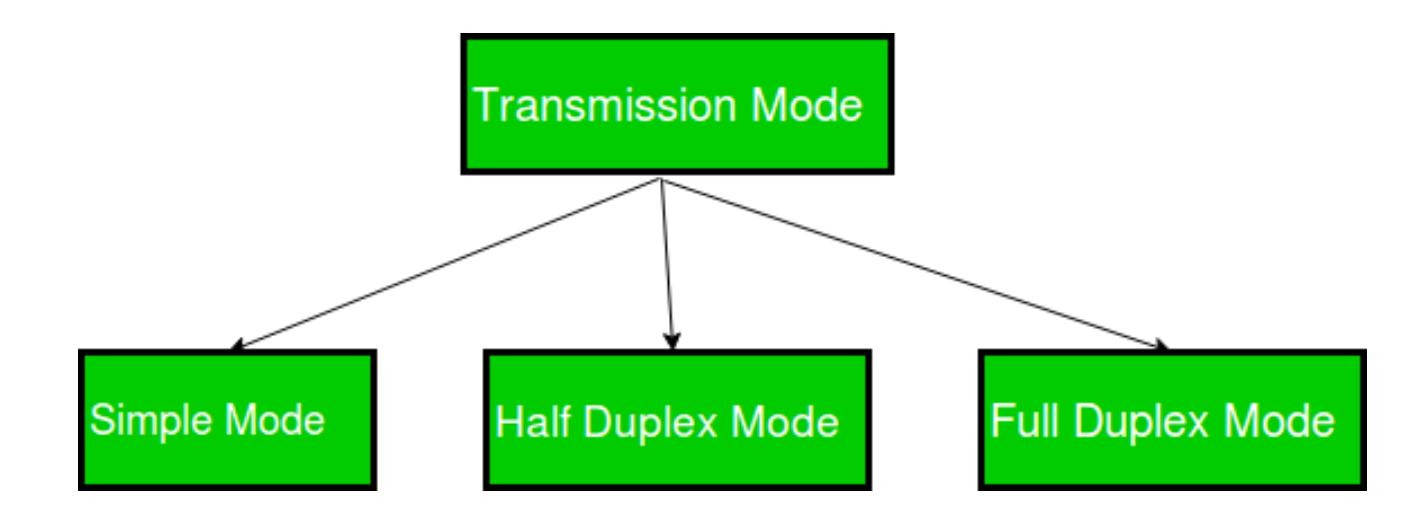 Transmission Mode
Simple Mode
Half Duplex Mode
Full Duplex Mode